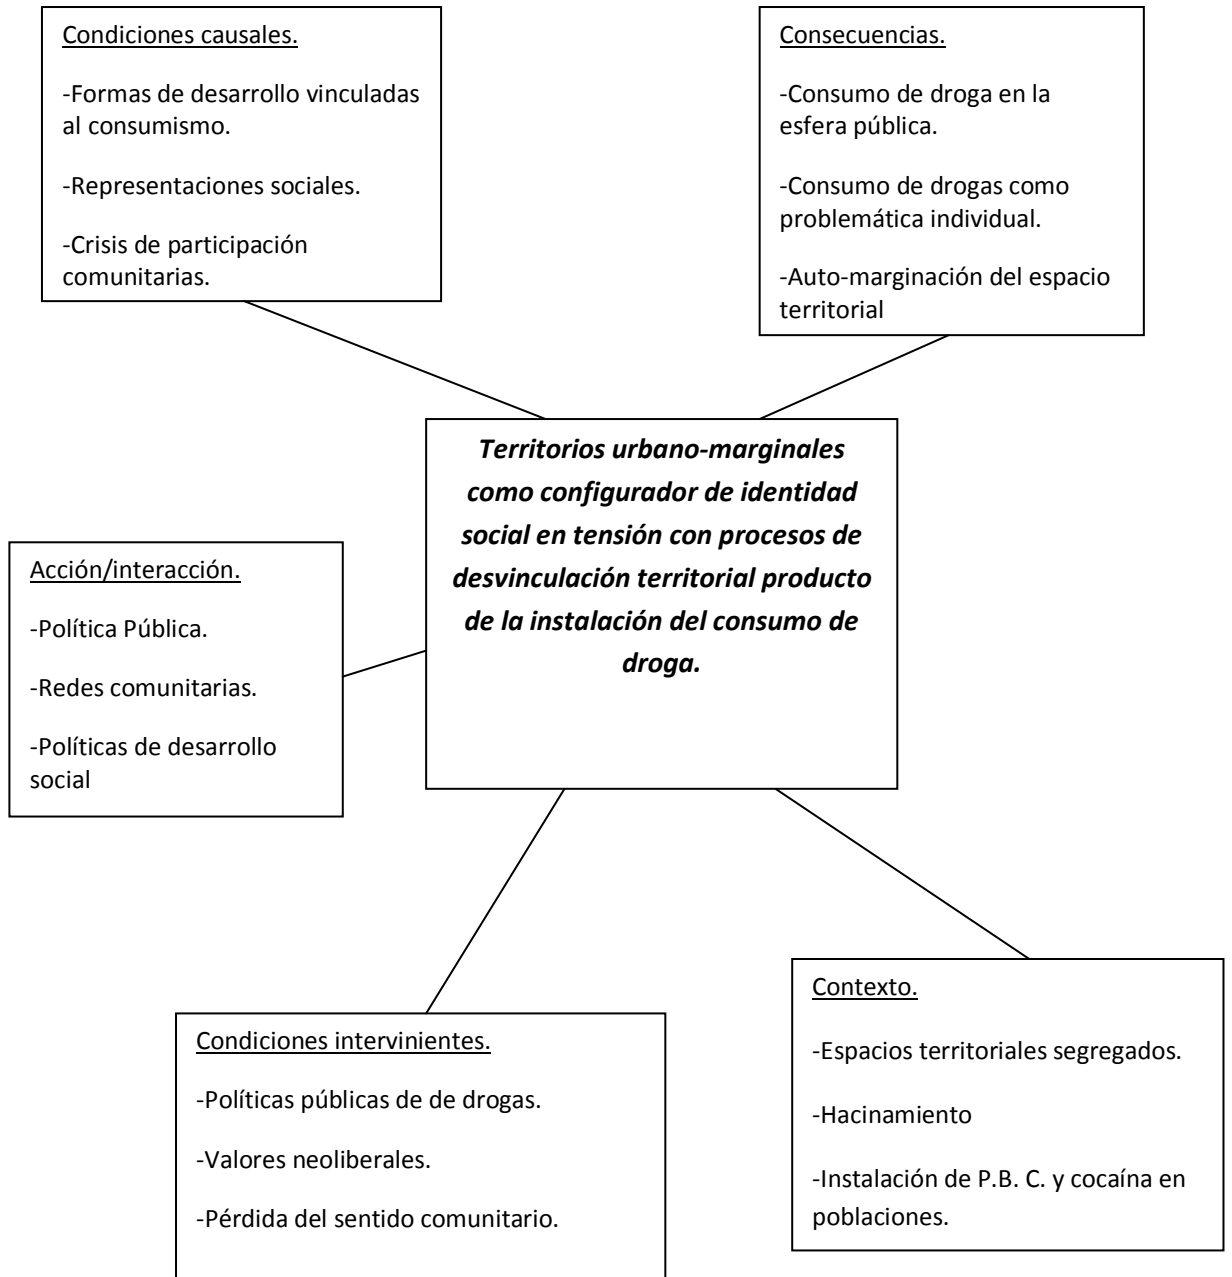 Condiciones causales.
-Formas de desarrollo vinculadas
al consumismo.
-Representaciones sociales.
-Crisis de participación
comunitarias.
Consecuencias.
-Consumo de droga en la
esfera pública.
-Consumo de drogas como
problemática individual.
-Auto-marginación del espacio
territorial
Territorios urbano-marginales
como configurador de identidad
social en tensión con procesos de
desvinculación territorial producto
de la instalación del consumo de
droga.
Acción/interacción.
-Política Pública.
-Redes comunitarias.
-Políticas de desarrollo
social
Condiciones intervinientes.
-Políticas públicas de de drogas.
-Valores neoliberales.
-Pérdida del sentido comunitario.
Contexto.
-Espacios territoriales segregados.
-Hacinamiento
-Instalación de P.B. C. y cocaína en
poblaciones.